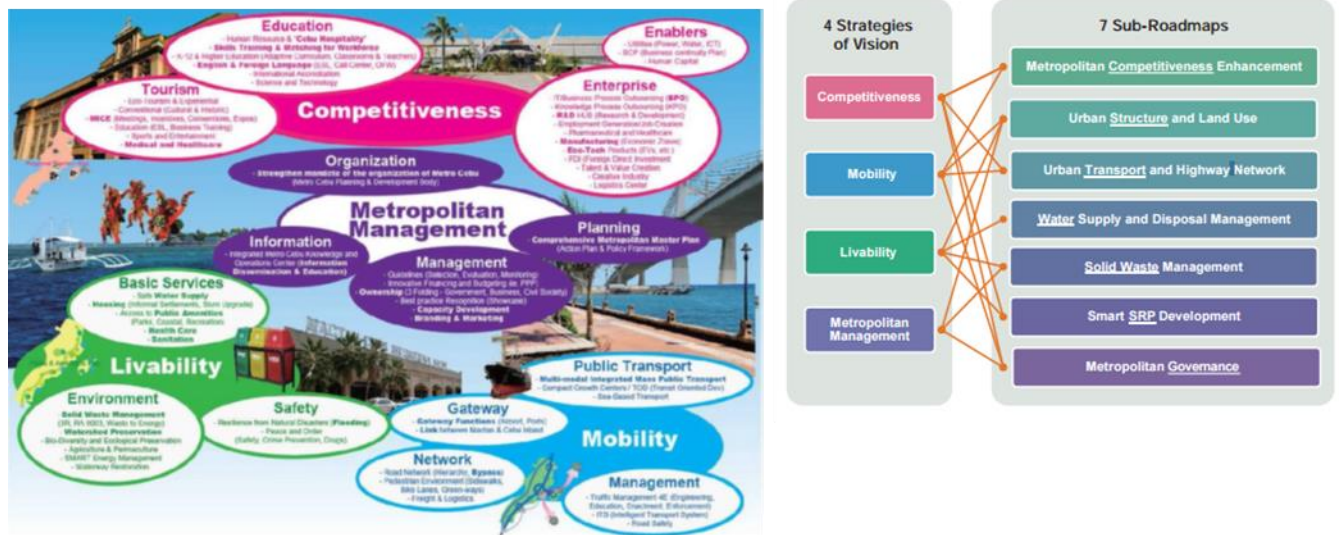 Education
- Human Resource & 'Cebu Hospitality'
- Skills Training & Matching for Workforce
- K-12 & Higher Education (Adaptive Curriculum, Classrooms & Teachers)
- English & Foreign Language (ESL, Call Center, OFW)
- International Accreditation
- Science and Technology
Enablers
- Utilities (Power, Water, ICT)
- BCP (Business continuity Plan)
- Human Capital
Tourism
- Eco-Tourism & Experiential
- Conventional (Cultural & Historic)
- MICE (Meetings, Incentives, Conventions, Expos)
- Education (ESL, Business Training)
- Sports and Entertainment
- Medical and Healthcare
Competitiveness
Enterprise
- IT/Business Process Outsourcing (BPO)
- Knowledge Process Outsourcing (KPO)
- R&D HUB (Research & Development)
- Employment Generation/Job Creation
- Pharmaceutical and Healthcare
- Manufacturing (Economic Zones)
- Eco-Tech Products (EVs, etc.)
- FDI (Foreign Direct Investment
- Talent & Value Creation
- Creative Industry
- Logistics Center
Organization
- Strengthen mandate of the organization of Metro Cebu
(Metro Cebu Planning & Development Body)
Metropolitan
Management
Information
- Integrated Metro Cebu Knowledge and
Operations Center (Information
Dissemination & Education)
Planning
- Comprehensive Metropolitan Master Plan
(Action Plan & Policy Framework)
Management
- Guidelines (Selection, Evaluation, Monitoring)
- Innovative Financing and Budgeting ie. PPP
- Ownership (3 Folding - Government, Business, Civil Society)
- Best practice Recognition (Showcase)
- Capacity Development
- Branding & Marketing
Basic Services
- Safe Water Supply
- Housing (Informal Settlements, Slum Upgrade)
- Access to Public Amenities
(Parks, Coastal, Recreation)
- Health Care
- Sanitation
Livability
Environment
- Solid Waste Management
(3R, RA 9003, Waste to Energy)
- Watershed Preservation
- Bio-Diversity and Ecological Preservation
- Agriculture & Permaculture
- SMART Energy Management
- Waterway Restoration
Safety
- Resilience from Natural Disasters (Flooding)
- Peace and Order
(Safety, Crime Prevention, Drugs)
Public Transport
- Multi-modal Integrated Mass Public Transport
- Compact Growth Centers / TOD (Transit Oriented Dev)
- Sea-Based Transport
Gateway
- Gateway Functions (Airport, Ports)
- Link between Mactan & Cebu Island
Mobility
Network
- Road Network (Hierarchy, Bypass)
- Pedestrian Environment (Sidewalks,
Bike Lanes, Green-ways)
- Freight & Logistics
Management
- Traffic Management 4E (Engineering,
Education, Enactment, Enforcement)
- ITS (Intelligent Transport System)
- Road Safety
4 Strategies
of Vision
Competitiveness
Mobility
Livability
Metropolitan
Management
7 Sub-Roadmaps
Metropolitan Competitiveness Enhancement
Urban Structure and Land Use
Urban Transport and Highway Network
Water Supply and Disposal Management
Solid Waste Management
Smart SRP Development
Metropolitan Governance